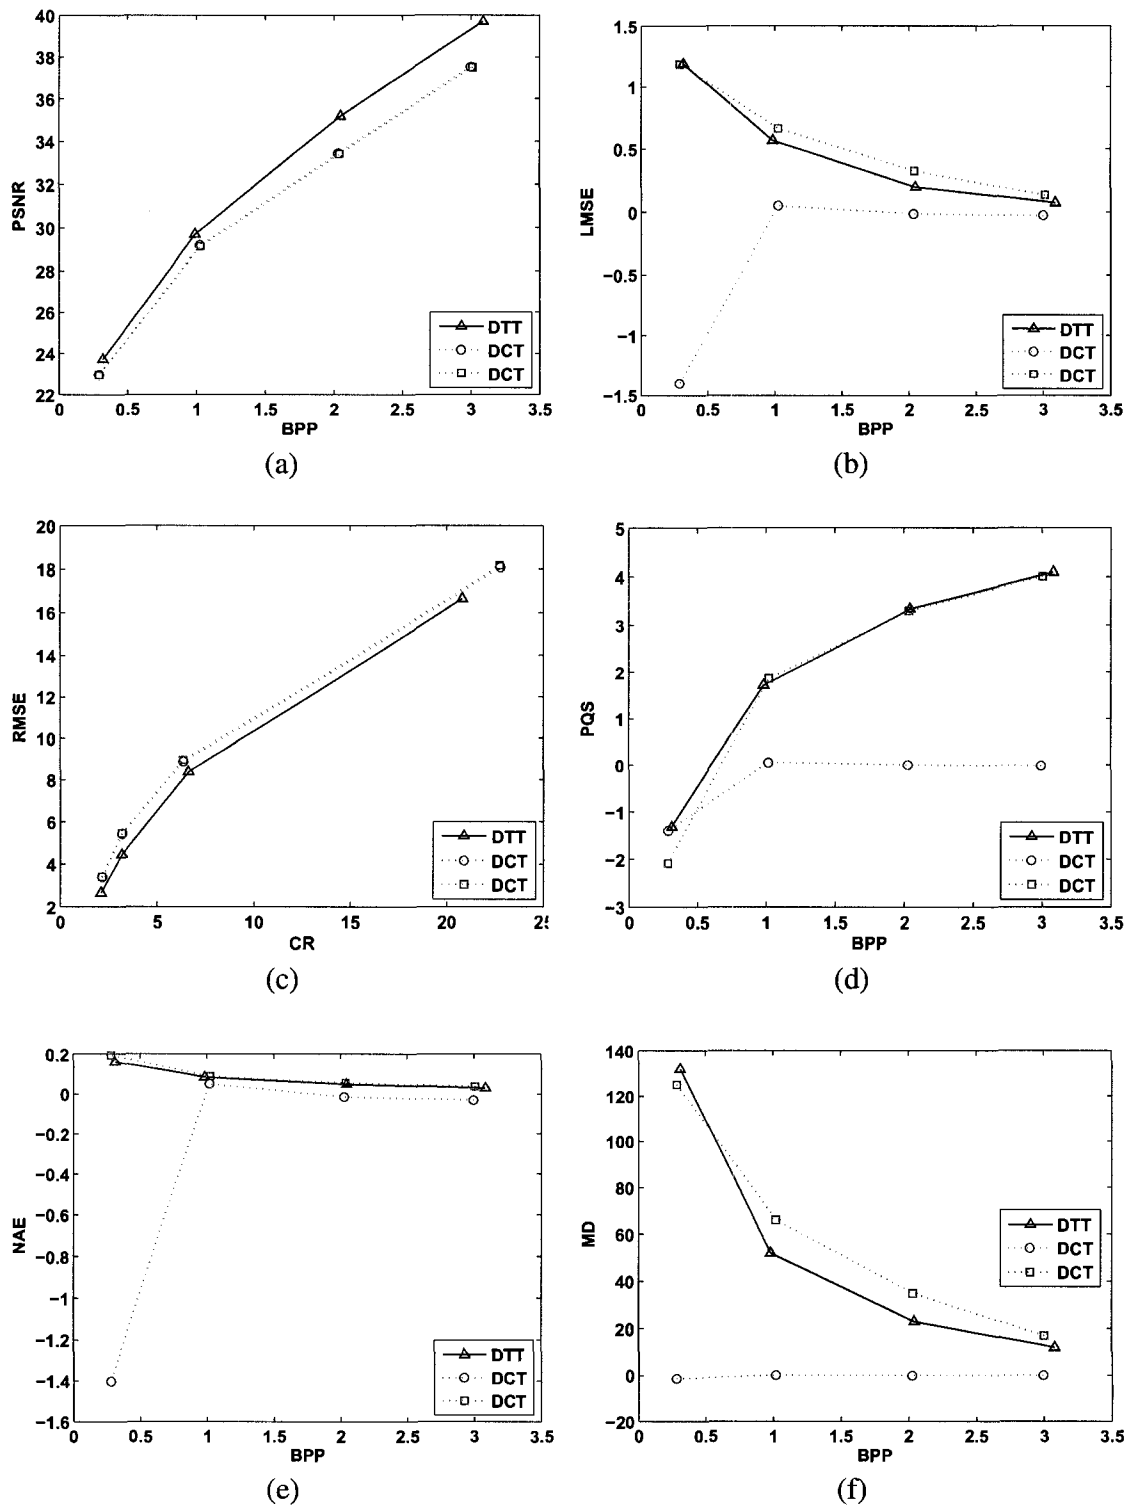 40
38
36
34
32
30
28
26
24
22
PSNR
0 0.5 1 1.5 2 2.5 3 3.5
BPP
DTT
DCT
DCT
(a)
1.5
1
0.5
0
−0.5
−1
−1.5
LMSE
0 0.5 1 1.5 2 2.5 3 3.5
BPP
DTT
DCT
DCT
(b)
20
18
16
14
12
10
8
6
4
2
RMSE
0 5 10 15 20 25
CR
DTT
DCT
DCT
(c)
5
4
3
2
1
0
−1
−2
−3
PQS
0 0.5 1 1.5 2 2.5 3 3.5
BPP
DTT
DCT
DCT
(d)
0.2
0
−0.2
−0.4
−0.6
−0.8
−1
−1.2
−1.4
−1.6
NAE
0 0.5 1 1.5 2 2.5 3 3.5
BPP
DTT
DCT
DCT
(e)
140
120
100
80
60
40
20
0
−20
MD
0 0.5 1 1.5 2 2.5 3 3.5
BPP
DTT
DCT
DCT
(f)